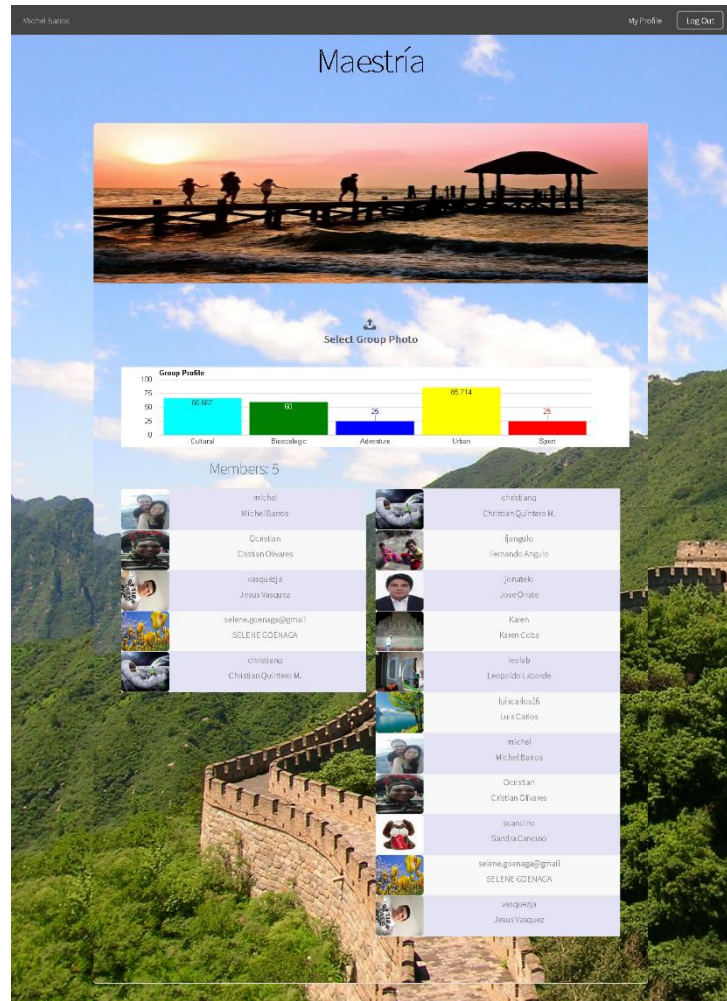 Michel Barros
My Profile
Log Out
Maestría
Select Group Photo
Group Profile
100
75
50
25
0
66.667
60
25
85.714
25
Cultural
Bioecologic
Adventure
Urban
Sport
Members: 5
michel
Michel Barros
Ocristian
Cristian Olivares
vasquezja
Jesus Vasquez
selene.goenaga@gmail
SELENE GOENAGA
christianq
Christian Quintero M.
christianq
Christian Quintero M.
fjangulo
Fernando Angulo
jonatelo
Jose Oñate
Karen
Karen Coba
leolab
Leopoldo Laborde
luiscarlos16
Luis Carlos
michel
Michel Barros
Ocristian
Cristian Olivares
scancino
Sandra Cancino
selene.goenaga@gmail
SELENE GOENAGA
vasquezja
Jesus Vasquez